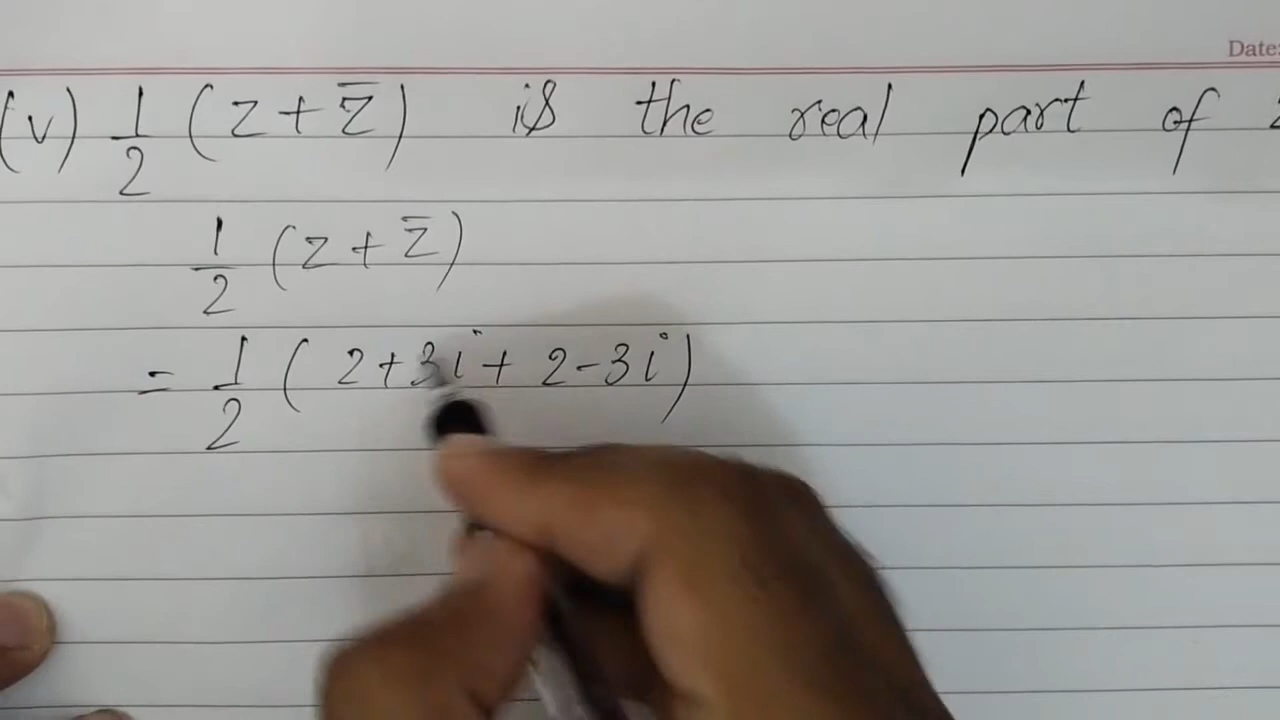 Date:
(v) 1/2 (z + z̅) is the real part of
1/2 (z + z̅)
= 1/2 (2+3i + 2-3i)